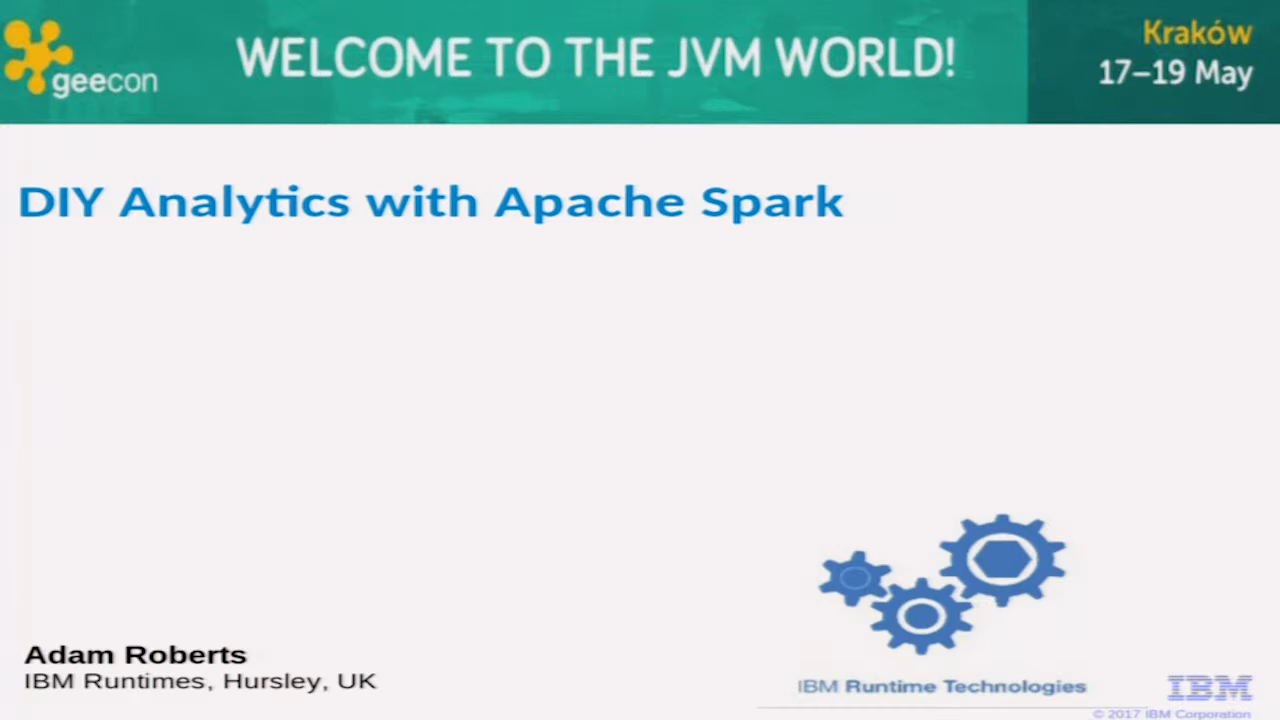 geecon
WELCOME TO THE JVM WORLD!
Kraków
17–19 May
DIY Analytics with Apache Spark
Adam Roberts
IBM Runtimes, Hursley, UK
IBM Runtime Technologies
IBM
© 2017 IBM Corporation